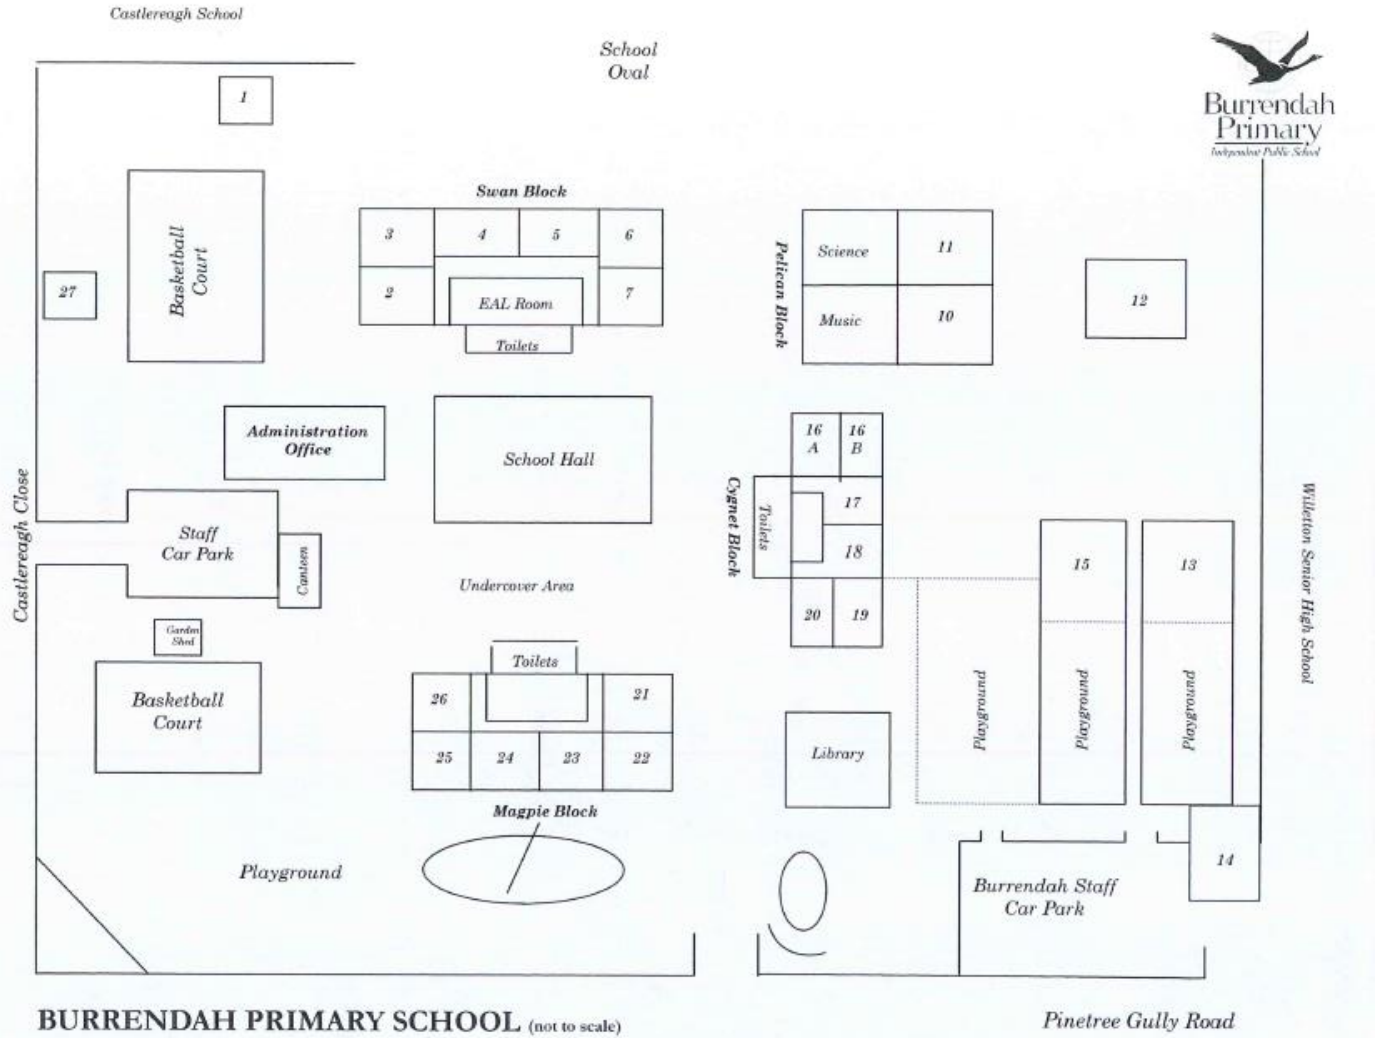 Castlereagh School
School
Oval
Burrendah
Primary
Independent Public School
1
Swan Block
3
4
5
6
2
7
EAL Room
Toilets
27
Basketball
Court
Pelican Block
Science
11
Music
10
12
Administration
Office
School Hall
16
A
16
B
17
18
20
19
Toilets
Cygnet Block
Castlereagh Close
Staff
Car Park
Canteen
Undercover Area
Garden
Shed
Basketball
Court
Toilets
26
21
25
24
23
22
Magpie Block
Library
15
13
Playground
Playground
Playground
Willetton Senior High School
Playground
14
Burrendah Staff
Car Park
BURRENDAH PRIMARY SCHOOL (not to scale)
Pinetree Gully Road